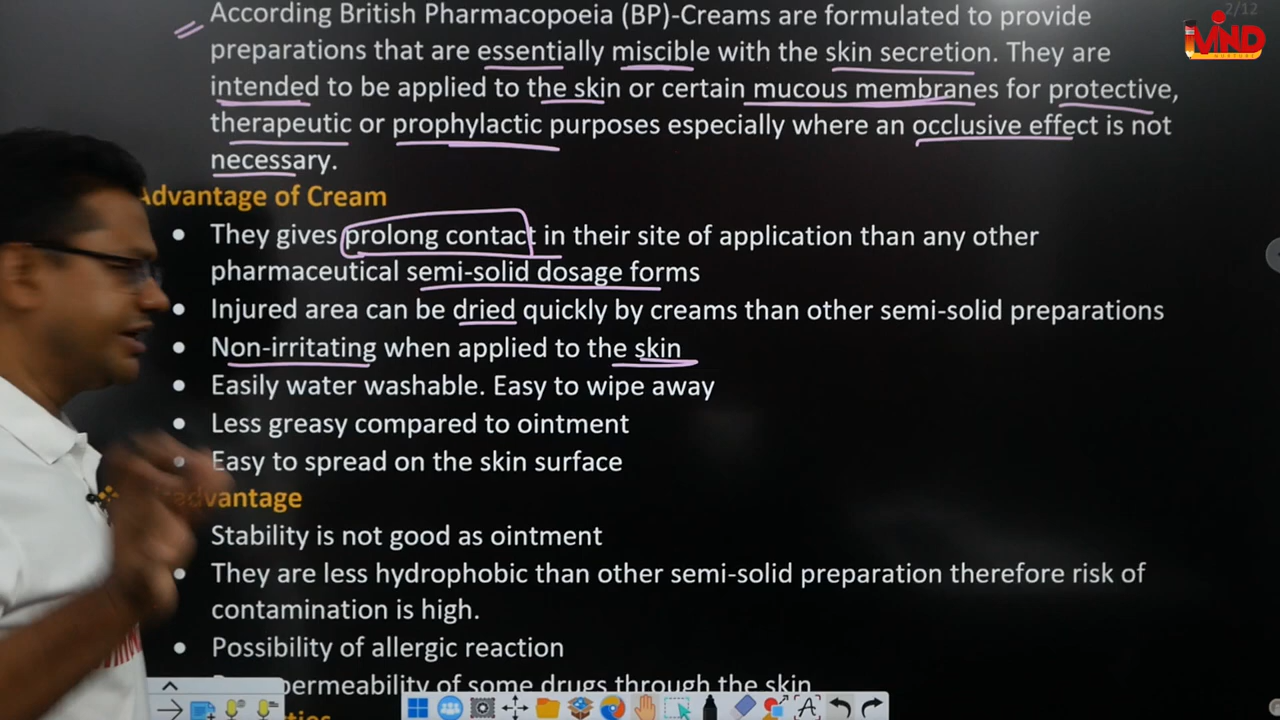 2/12
MIND
According British Pharmacopoeia (BP)-Creams are formulated to provide
preparations that are essentially miscible with the skin secretion. They are
intended to be applied to the skin or certain mucous membranes for protective,
therapeutic or prophylactic purposes especially where an occlusive effect is not
necessary.
Advantage of Cream
They gives prolong contact in their site of application than any other
pharmaceutical semi-solid dosage forms
Injured area can be dried quickly by creams than other semi-solid preparations
Non-irritating when applied to the skin
Easily water washable. Easy to wipe away
Less greasy compared to ointment
Easy to spread on the skin surface
advantage
Stability is not good as ointment
They are less hydrophobic than other semi-solid preparation therefore risk of
contamination is high.
Possibility of allergic reaction
permeability of some drugs through the skin